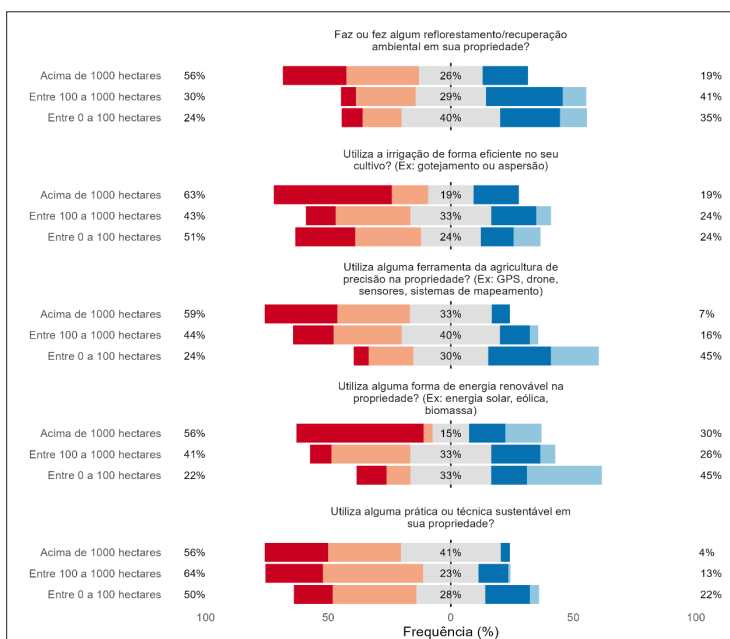 Faz ou fez algum reflorestamento/recuperação
ambiental em sua propriedade?
Acima de 1000 hectares 56% 26% 19%
Entre 100 a 1000 hectares 30% 29% 41%
Entre 0 a 100 hectares 24% 40% 35%
Utiliza a irrigação de forma eficiente no seu
cultivo? (Ex: gotejamento ou aspersão)
Acima de 1000 hectares 63% 19% 19%
Entre 100 a 1000 hectares 43% 33% 24%
Entre 0 a 100 hectares 51% 24% 24%
Utiliza alguma ferramenta da agricultura de
precisão na propriedade? (Ex: GPS, drone,
sensores, sistemas de mapeamento)
Acima de 1000 hectares 59% 33% 7%
Entre 100 a 1000 hectares 44% 40% 16%
Entre 0 a 100 hectares 24% 30% 45%
Utiliza alguma forma de energia renovável na
propriedade? (Ex: energia solar, eólica,
biomassa)
Acima de 1000 hectares 56% 15% 30%
Entre 100 a 1000 hectares 41% 33% 26%
Entre 0 a 100 hectares 22% 33% 45%
Utiliza alguma prática ou técnica sustentável em
sua propriedade?
Acima de 1000 hectares 56% 41% 4%
Entre 100 a 1000 hectares 64% 23% 13%
Entre 0 a 100 hectares 50% 28% 22%
100 50 0 50 100
Frequência (%)